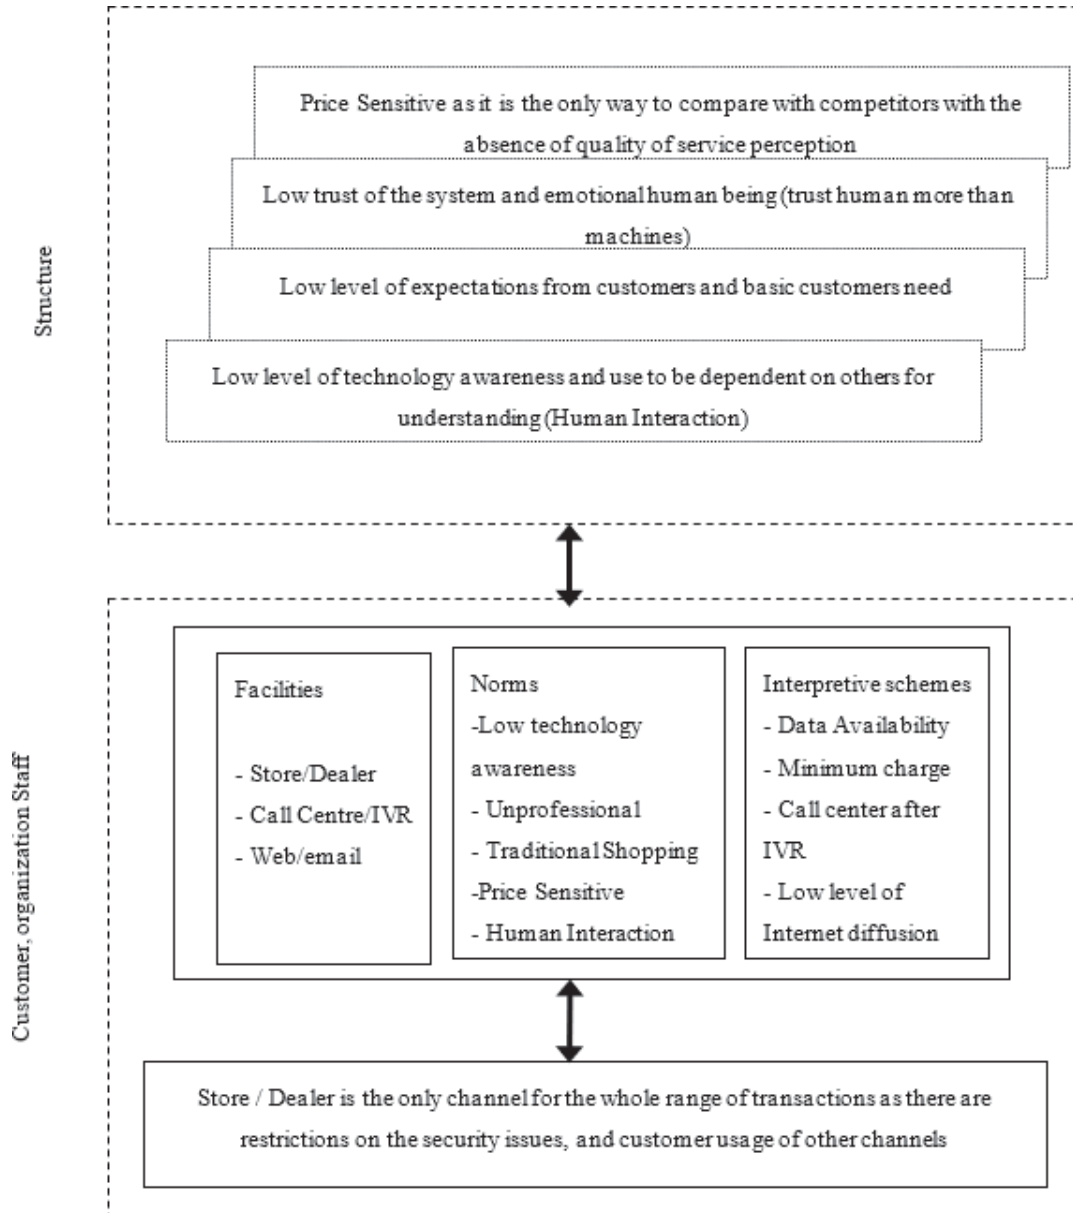 Structure
Price Sensitive as it is the only way to compare with competitors with the
absence of quality of service perception
Low trust of the system and emotional human being (trust human more than
machines)
Low level of expectations from customers and basic customers need
Low level of technology awareness and use to be dependent on others for
understanding (Human Interaction)
Customer, organization Staff
Facilities
- Store/Dealer
- Call Centre/IVR
- Web/email
Norms
-Low technology
awareness
- Unprofessional
- Traditional Shopping
-Price Sensitive
- Human Interaction
Interpretive schemes
- Data Availability
- Minimum charge
- Call center after
IVR
- Low level of
Internet diffusion
Store / Dealer is the only channel for the whole range of transactions as there are
restrictions on the security issues, and customer usage of other channels